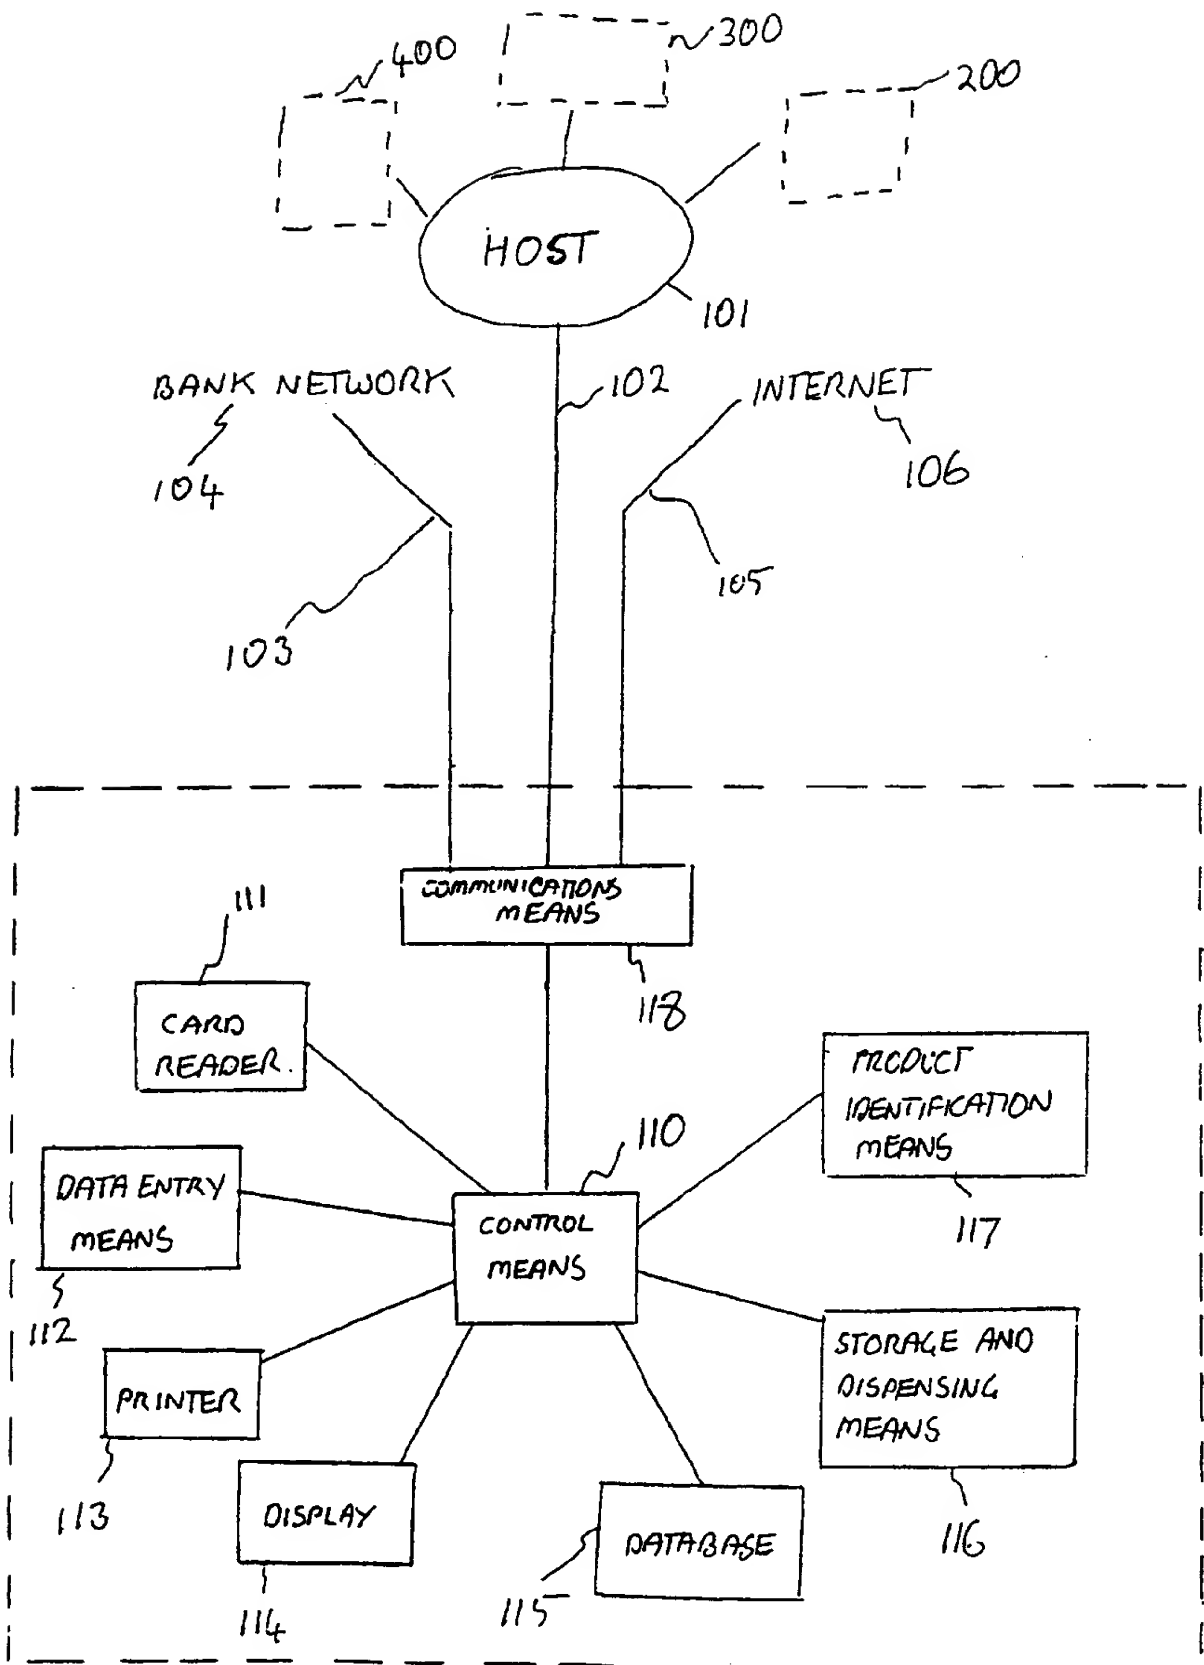 300
400
200
HOST
101
BANK NETWORK
102
INTERNET
104
106
105
103
COMMUNICATIONS
MEANS
111
118
CARD
READER.
PRODUCT
IDENTIFICATION
MEANS
110
DATA ENTRY
MEANS
CONTROL
MEANS
117
112
STORAGE AND
DISPENSING
MEANS
PRINTER
113
DISPLAY
DATABASE
116
114
115